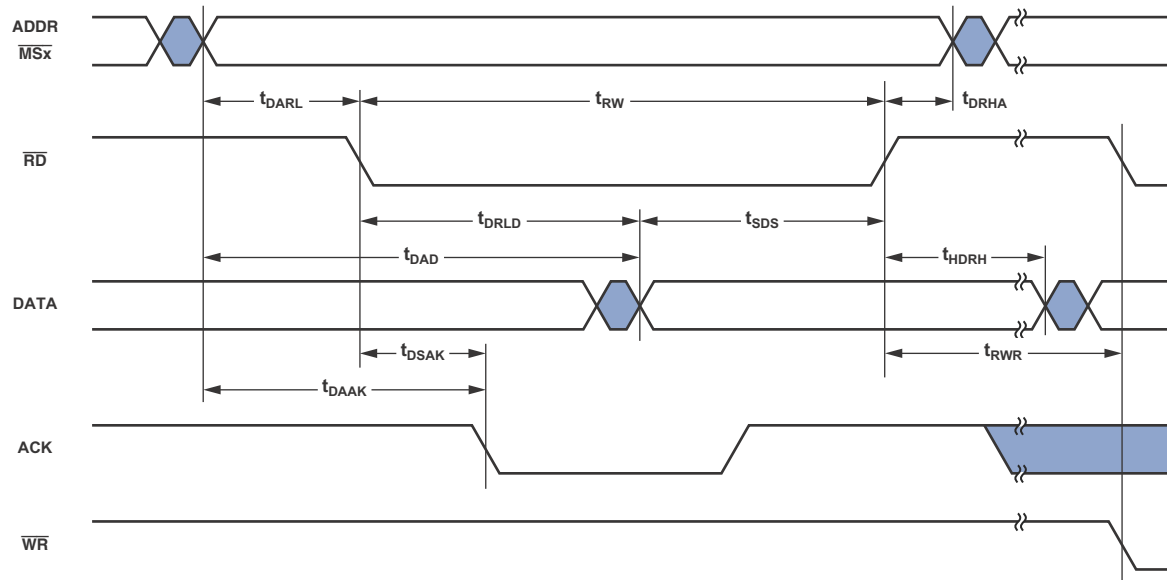 ADDR
MSx
tDARL
tRW
tDRHA
RD
tDRLD
tSDS
tDAD
tHDRH
DATA
tDSAK
tRWR
tDAAK
ACK
WR